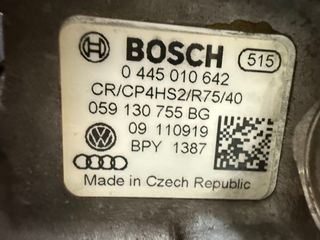 BOSCH 515
0 445 010 642
CR/CP4HS2/R75/40
059 130 755 BG
09 110919
BPY 1387
Made in Czech Republic